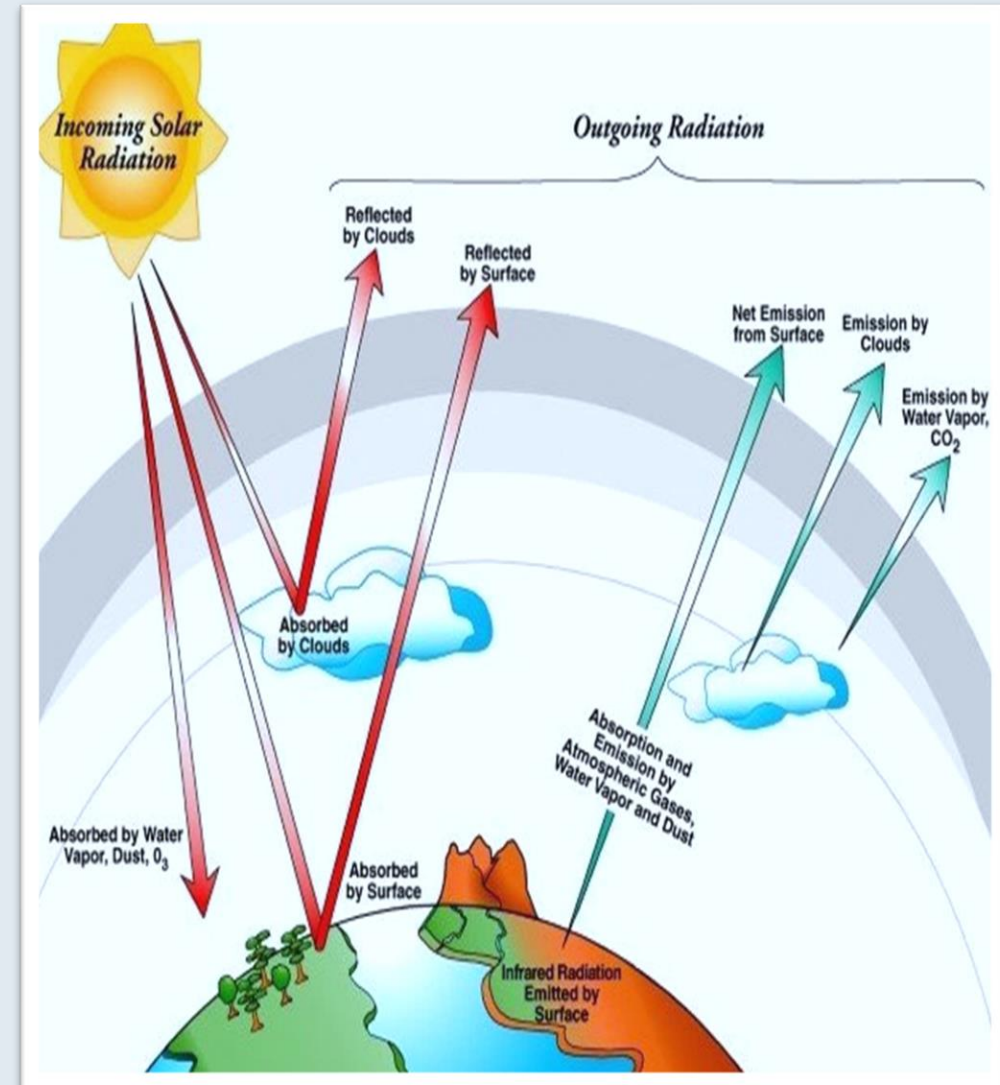 Incoming Solar
Radiation
Outgoing Radiation
Reflected
by Clouds
Reflected
by Surface
Net Emission
from Surface
Emission by
Clouds
Emission by
Water Vapor,
CO₂
Absorbed
by Clouds
Absorption and
Emission by
Atmospheric Gases,
Water Vapor and Dust
Absorbed by Water
Vapor, Dust, 0₃
Absorbed
by Surface
Infrared Radiation
Emitted by
Surface